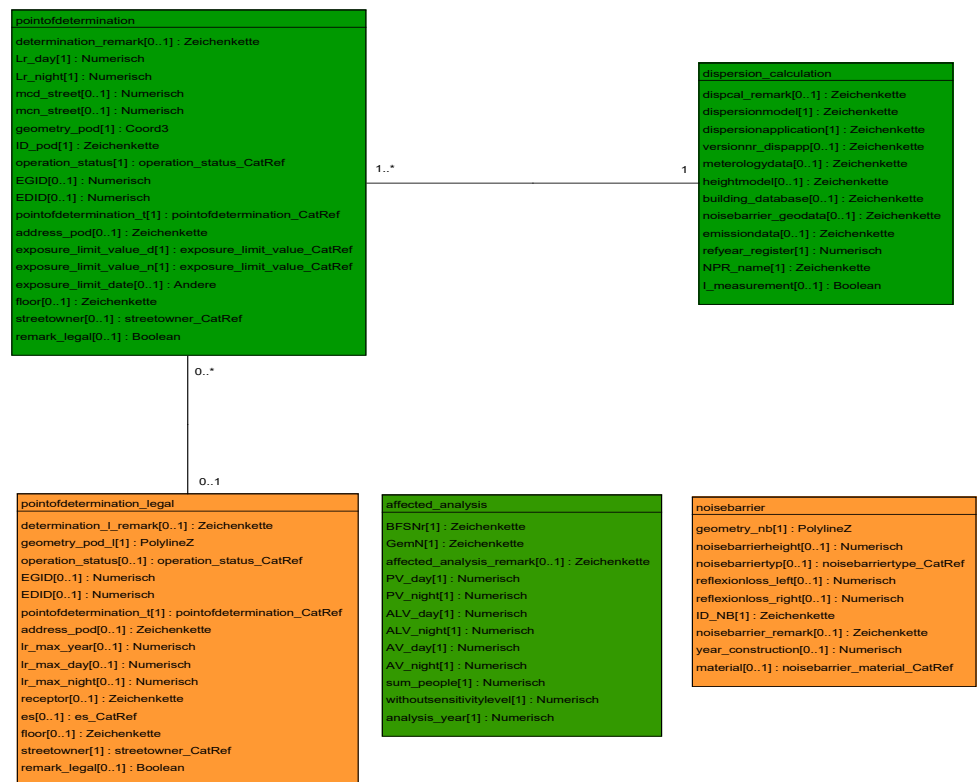 pointofdetermination
determination_remark[0..1] : Zeichenkette
Lr_day[1] : Numerisch
Lr_night[1] : Numerisch
mcd_street[0..1] : Numerisch
mcn_street[0..1] : Numerisch
geometry_pod[1] : Coord3
ID_pod[1] : Zeichenkette
operation_status[1] : operation_status_CatRef
EGID[0..1] : Numerisch
EDID[0..1] : Numerisch
pointofdetermination_t[1] : pointofdetermination_CatRef
address_pod[0..1] : Zeichenkette
exposure_limit_value_d[1] : exposure_limit_value_CatRef
exposure_limit_value_n[1] : exposure_limit_value_CatRef
exposure_limit_date[0..1] : Andere
floor[0..1] : Zeichenkette
streetowner[0..1] : streetowner_CatRef
remark_legal[0..1] : Boolean
1..*
1
dispersion_calculation
dispcal_remark[0..1] : Zeichenkette
dispersionmodel[1] : Zeichenkette
dispersionapplication[1] : Zeichenkette
versionnr_dispapp[0..1] : Zeichenkette
meterologydata[0..1] : Zeichenkette
heightmodel[0..1] : Zeichenkette
building_database[0..1] : Zeichenkette
noisebarrier_geodata[0..1] : Zeichenkette
emissiondata[0..1] : Zeichenkette
refyear_register[1] : Numerisch
NPR_name[1] : Zeichenkette
l_measurement[0..1] : Boolean
0..*
0..1
pointofdetermination_legal
determination_l_remark[0..1] : Zeichenkette
geometry_pod_l[1] : PolylineZ
operation_status[0..1] : operation_status_CatRef
EGID[0..1] : Numerisch
EDID[0..1] : Numerisch
pointofdetermination_t[1] : pointofdetermination_CatRef
address_pod[0..1] : Zeichenkette
lr_max_year[0..1] : Numerisch
lr_max_day[0..1] : Numerisch
lr_max_night[0..1] : Numerisch
receptor[0..1] : Zeichenkette
es[0..1] : es_CatRef
floor[0..1] : Zeichenkette
streetowner[1] : streetowner_CatRef
remark_legal[0..1] : Boolean
affected_analysis
BFSNr[1] : Zeichenkette
GemN[1] : Zeichenkette
affected_analysis_remark[0..1] : Zeichenkette
PV_day[1] : Numerisch
PV_night[1] : Numerisch
ALV_day[1] : Numerisch
ALV_night[1] : Numerisch
AV_day[1] : Numerisch
AV_night[1] : Numerisch
sum_people[1] : Numerisch
withoutsensitivitylevel[1] : Numerisch
analysis_year[1] : Numerisch
noisebarrier
geometry_nb[1] : PolylineZ
noisebarrierheight[0..1] : Numerisch
noisebarriertyp[0..1] : noisebarriertype_CatRef
reflexionloss_left[0..1] : Numerisch
reflexionloss_right[0..1] : Numerisch
ID_NB[1] : Zeichenkette
noisebarrier_remark[0..1] : Zeichenkette
year_construction[0..1] : Numerisch
material[0..1] : noisebarrier_material_CatRef